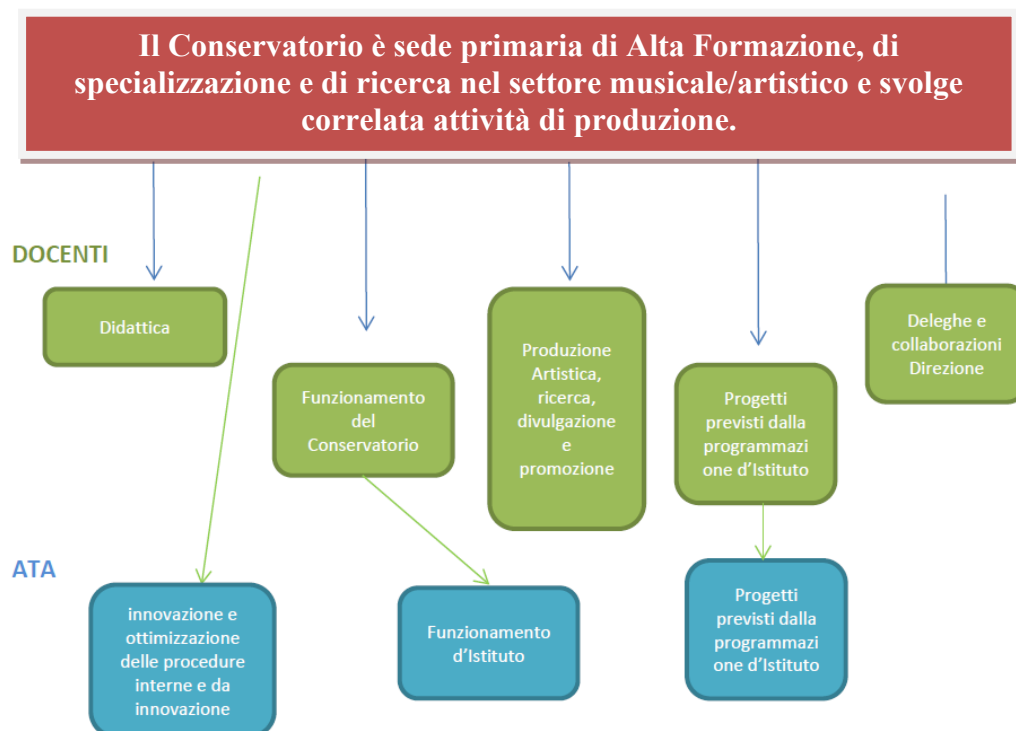 Il Conservatorio è sede primaria di Alta Formazione, di
specializzazione e di ricerca nel settore musicale/artistico e svolge
correlata attività di produzione.
DOCENTI
Didattica
Funzionamento
del
Conservatorio
Produzione
Artistica,
ricerca,
divulgazione
e
promozione
Progetti
previsti dalla
programmazi
one d’Istituto
Deleghe e
collaborazioni
Direzione
ATA
innovazione e
ottimizzazione
delle procedure
interne e da
innovazione
Funzionamento
d’Istituto
Progetti
previsti dalla
programmazi
one d’Istituto